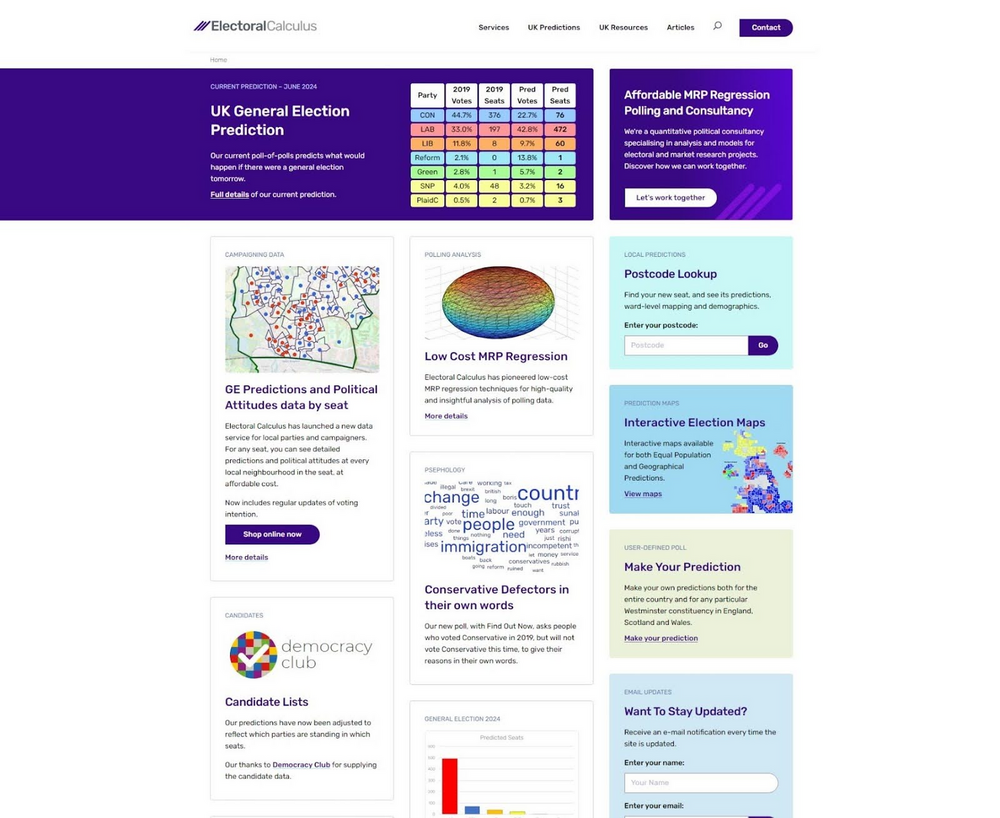 ElectoralCalculus
Services UK Predictions UK Resources Articles Contact
Home
CURRENT PREDICTION – JUNE 2024
UK General Election
Prediction
Our current poll-of-polls predicts what would
happen if there were a general election
tomorrow.
Full details of our current prediction.
Party 2019 Votes 2019 Seats Pred Votes Pred Seats
CON 44.7% 376 22.7% 76
LAB 33.0% 197 42.8% 472
LIB 11.8% 8 9.7% 60
Reform 2.1% 0 13.8% 1
Green 2.8% 1 5.7% 2
SNP 4.0% 48 3.2% 16
PlaidC 0.5% 2 0.7% 3
Affordable MRP Regression
Polling and Consultancy
We're a quantitative political consultancy
specialising in analysis and models for
electoral and market research projects.
Discover how we can work together.
Let's work together
CAMPAIGNING DATA
GE Predictions and Political
Attitudes data by seat
Electoral Calculus has launched a new data
service for local parties and campaigners.
For any seat, you can see detailed
predictions and political attitudes at every
local neighbourhood in the seat, at
affordable cost.
Now includes regular updates of voting
intention.
Shop online now
More details
CANDIDATES
democracy
club
Candidate Lists
Our predictions have now been adjusted to
reflect which parties are standing in which
seats.
Our thanks to Democracy Club for supplying
the candidate data.
POLLING ANALYSIS
Low Cost MRP Regression
Electoral Calculus has pioneered low-cost
MRP regression techniques for high-quality
and insightful analysis of polling data.
More details
PSEPHOLOGY
illegal brexit working
british
change long boris countr
divided touch trust
poor time labour enough sunal
arty vote people government pu
eless done nothing need years corrupt
things just rishi
ises immigration incompetent th
let money service
boats back conservatives rubbish
gong reform ruined want
Conservative Defectors in
their own words
Our new poll, with Find Out Now, asks people
who voted Conservative in 2019, but will not
vote Conservative this time, to give their
reasons in their own words.
GENERAL ELECTION 2024
Predicted Seats
600
500
400
300
200
100
0
LOCAL PREDICTIONS
Postcode Lookup
Find your new seat, and see its predictions,
ward-level mapping and demographics.
Enter your postcode:
Postcode Go
PREDICTION MAPS
Interactive Election Maps
Interactive maps available
for both Equal Population
and Geographical
Predictions.
View maps
USER-DEFINED POLL
Make Your Prediction
Make your own predictions both for the
entire country and for any particular
Westminster constituency in England,
Scotland and Wales.
Make your prediction
EMAIL UPDATES
Want To Stay Updated?
Receive an e-mail notification every time the
site is updated.
Enter your name:
Your Name
Enter your email: